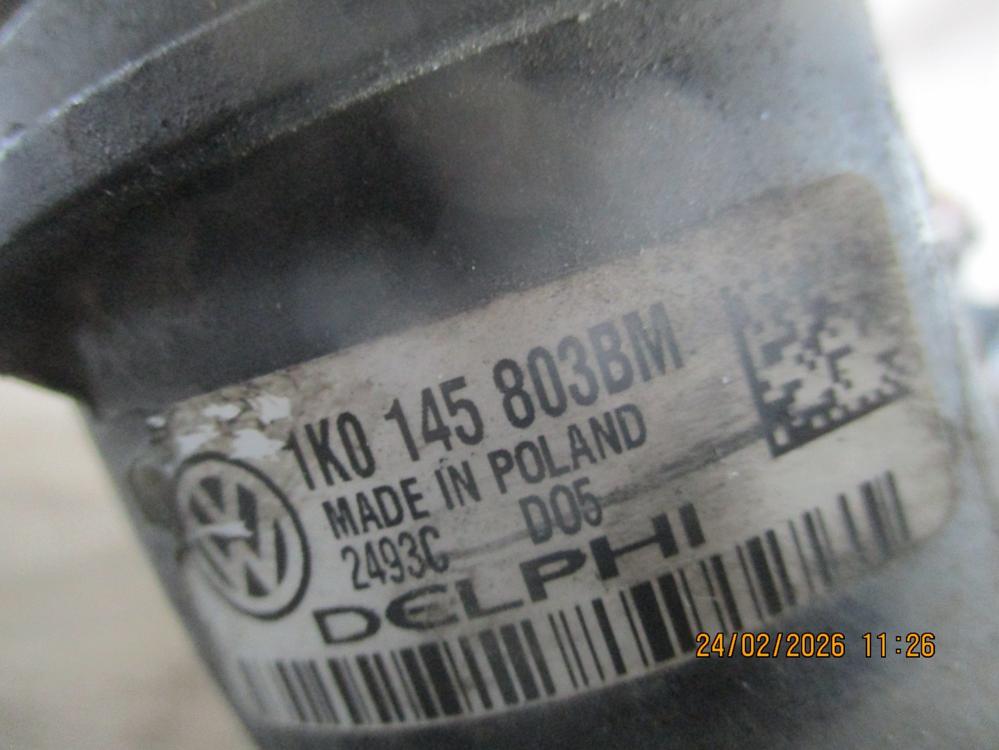 1K0 145 803BM
MADE IN POLAND
2493C D05
DELPHI
24/02/2026 11:26